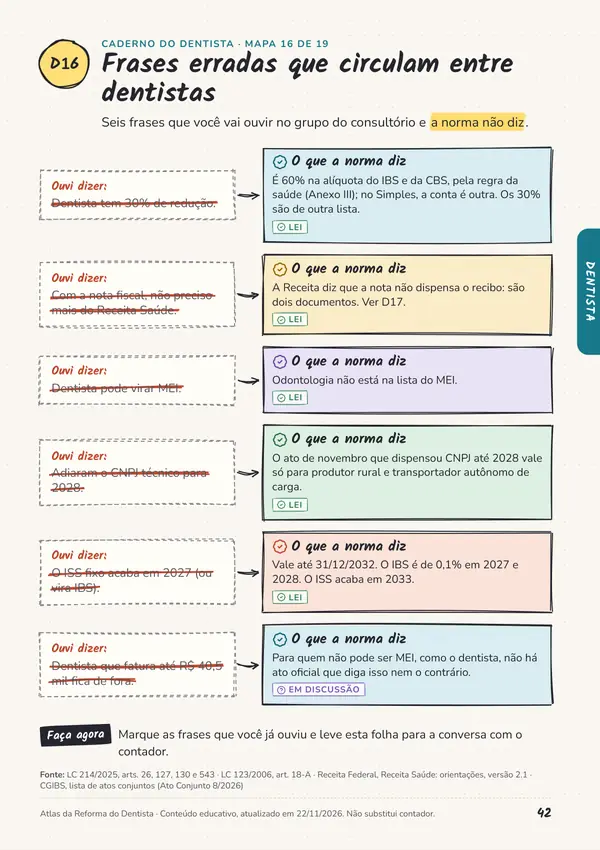 D16
CADERNO DO DENTISTA · MAPA 16 DE 19
Frases erradas que circulam entre
dentistas
Seis frases que você vai ouvir no grupo do consultório e a norma não diz.
Ouvi dizer:
Dentista tem 30% de redução.
O que a norma diz
É 60% na alíquota do IBS e da CBS, pela regra da
saúde (Anexo III); no Simples, a conta é outra. Os 30%
são de outra lista.
LEI
Ouvi dizer:
Com a nota fiscal, não preciso
mais do Receita Saúde.
O que a norma diz
A Receita diz que a nota não dispensa o recibo: são
dois documentos. Ver D17.
LEI
DENTISTA
Ouvi dizer:
Dentista pode virar MEI.
O que a norma diz
Odontologia não está na lista do MEI.
LEI
Ouvi dizer:
Adiaram o CNPJ técnico para
2028.
O que a norma diz
O ato de novembro que dispensou CNPJ até 2028 vale
só para produtor rural e transportador autônomo de
carga.
LEI
Ouvi dizer:
O ISS fixo acaba em 2027 (ou
vira IBS).
O que a norma diz
Vale até 31/12/2032. O IBS é de 0,1% em 2027 e
2028. O ISS acaba em 2033.
LEI
Ouvi dizer:
Dentista que fatura até R$ 40,5
mil fica de fora.
O que a norma diz
Para quem não pode ser MEI, como o dentista, não há
ato oficial que diga isso nem o contrário.
EM DISCUSSÃO
Faça agora
Marque as frases que você já ouviu e leve esta folha para a conversa com o
contador.
Fonte: LC 214/2025, arts. 26, 127, 130 e 543 · LC 123/2006, art. 18-A · Receita Federal, Receita Saúde: orientações, versão 2.1 ·
CGIBS, lista de atos conjuntos (Ato Conjunto 8/2026)
Atlas da Reforma do Dentista · Conteúdo educativo, atualizado em 22/11/2026. Não substitui contador.
42